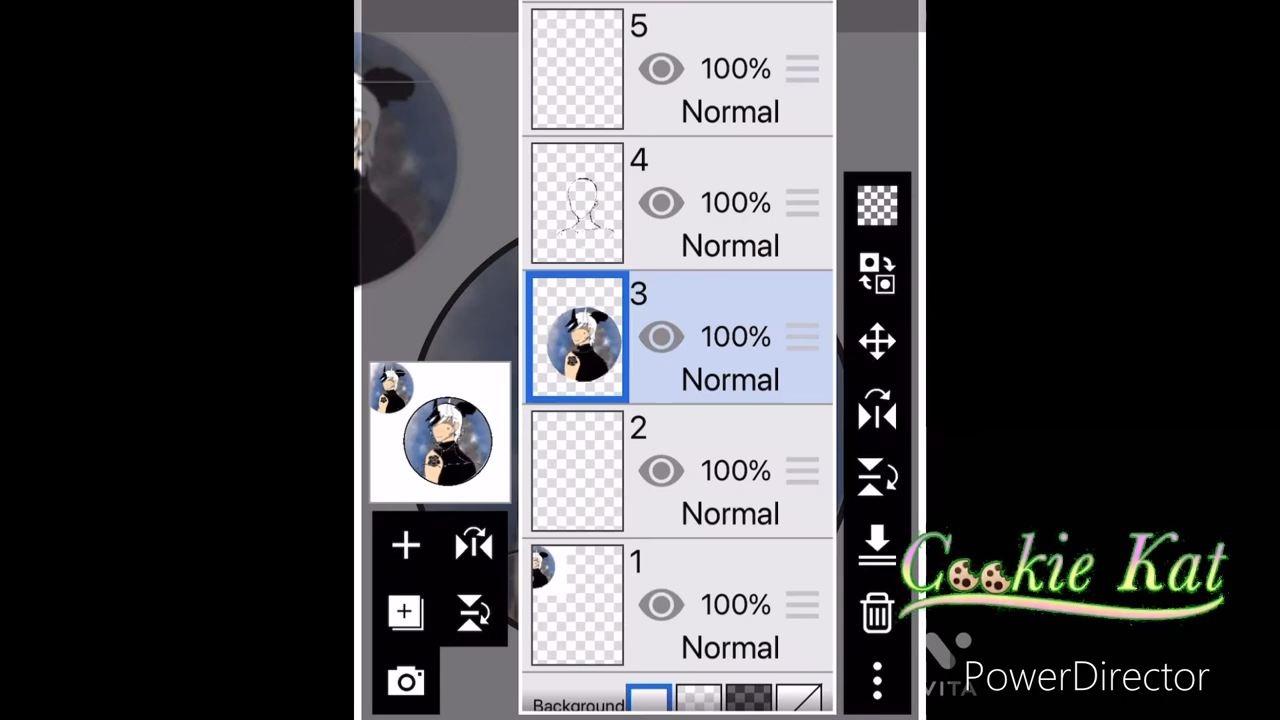 5
100%
Normal
4
100%
Normal
3
100%
Normal
2
100%
Normal
1
100%
Normal
Background
Cookie Kat
VITA
PowerDirector